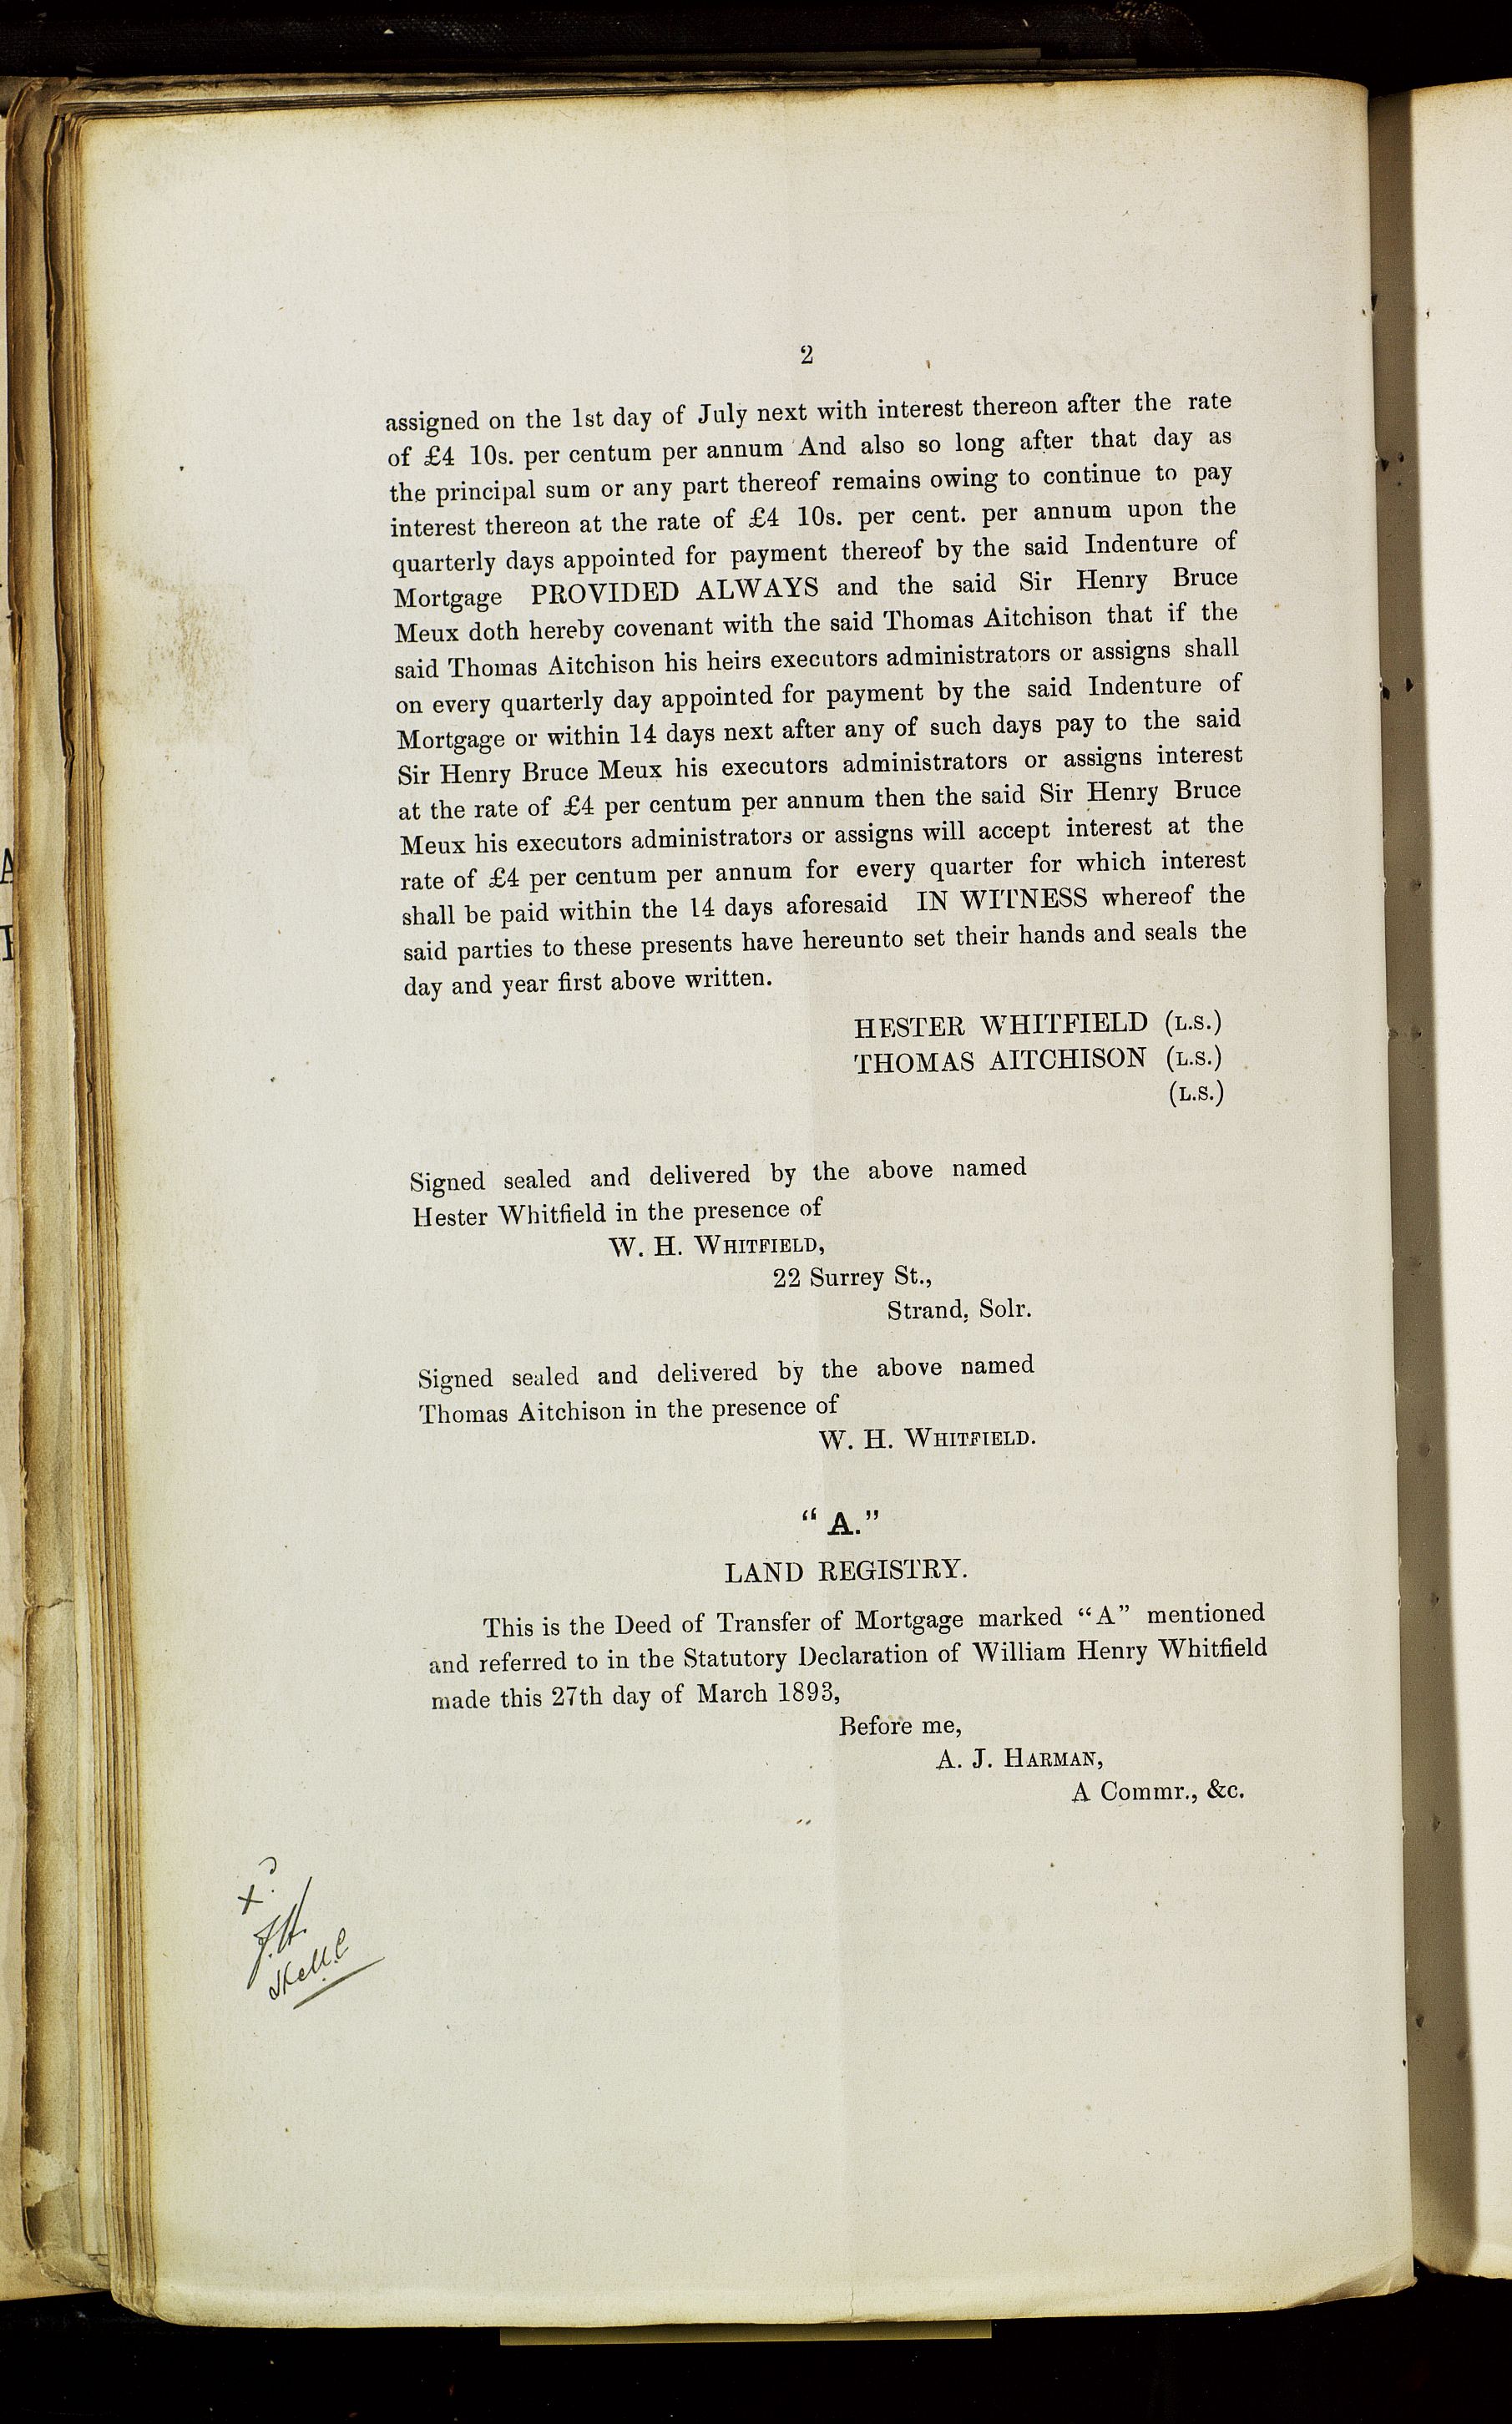 2
assigned on the 1st day of July next with interest thereon after the rate
of £4 10s. per centum per annum And also so long after that day as
the principal sum or any part thereof remains owing to continue to pay
interest thereon at the rate of £4 10s. per cent. per annum upon the
quarterly days appointed for payment thereof by the said Indenture of
Mortgage PROVIDED ALWAYS and the said Sir Henry Bruce
Meux doth hereby covenant with the said Thomas Aitchison that if the
said Thomas Aitchison his heirs executors administrators or assigns shall
on every quarterly day appointed for payment by the said Indenture of
Mortgage or within 14 days next after any of such days pay to the said
Sir Henry Bruce Meux his executors administrators or assigns interest
at the rate of £4 per centum per annum then the said Sir Henry Bruce
Meux his executors administrators or assigns will accept interest at the
rate of £4 per centum per annum for every quarter for which interest
shall be paid within the 14 days aforesaid IN WITNESS whereof the
said parties to these presents have hereunto set their hands and seals the
day and year first above written.
HESTER WHITFIELD (L.S.)
THOMAS AITCHISON (L.S.)
(L.S.)
Signed sealed and delivered by the above named
Hester Whitfield in the presence of
W. H. WHITFIELD,
22 Surrey St.,
Strand, Solr.
Signed sealed and delivered by the above named
Thomas Aitchison in the presence of
W. H. WHITFIELD.
“A.”
LAND REGISTRY.
This is the Deed of Transfer of Mortgage marked “A” mentioned
and referred to in the Statutory Declaration of William Henry Whitfield
made this 27th day of March 1893,
Before me,
A. J. HARMAN,
A Commr., &c.